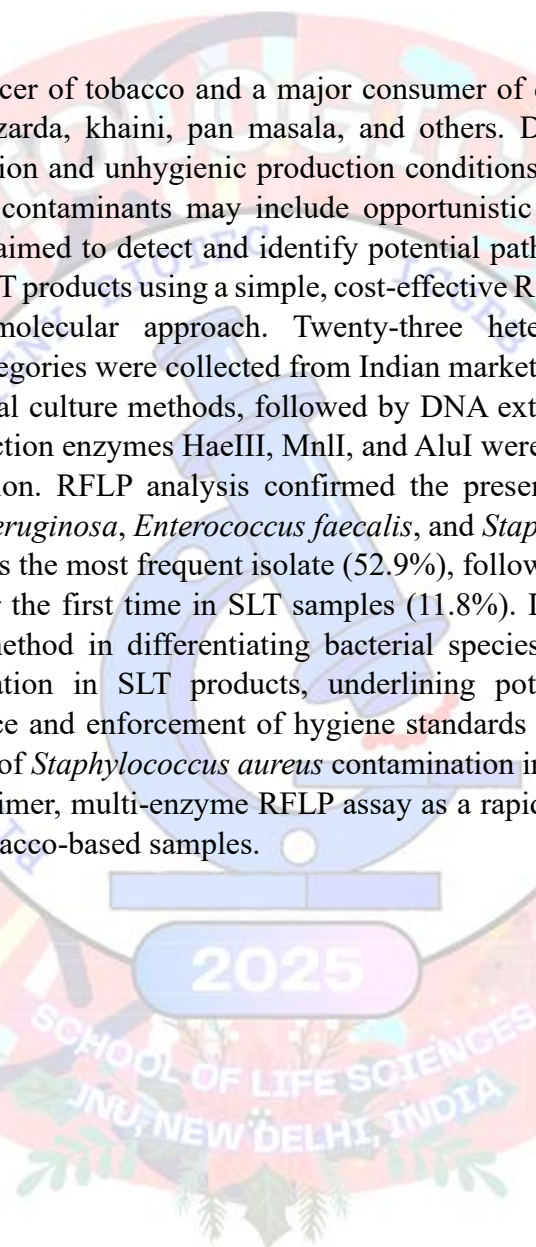 cer of tobacco and a major consumer of
zarda, khaini, pan masala, and others. D
ion and unhygienic production conditions
contaminants may include opportunistic
aimed to detect and identify potential path
T products using a simple, cost-effective R
molecular approach. Twenty-three hete
egories were collected from Indian market
al culture methods, followed by DNA ext
ction enzymes HaeIII, MnlI, and AluI were
ion. RFLP analysis confirmed the presen
eruginosa, Enterococcus faecalis, and Stap
s the most frequent isolate (52.9%), follow
r the first time in SLT samples (11.8%). I
nethod in differentiating bacterial species
ation in SLT products, underlining pot
ce and enforcement of hygiene standards
of Staphylococcus aureus contamination in
imer, multi-enzyme RFLP assay as a rapid
acco-based samples.
2025
SCHOOL OF LIFE SCIENCES
JNU, NEW DELHI, INDIA